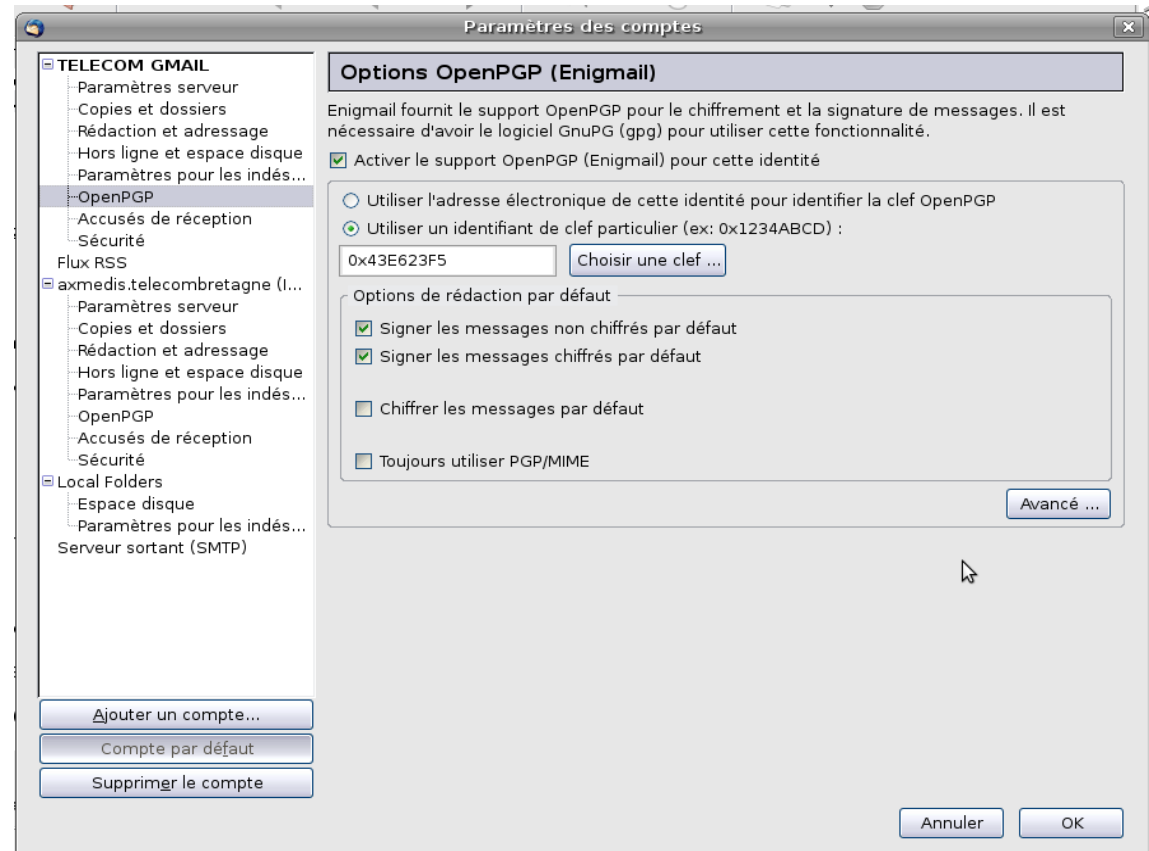 Paramètres des comptes
TELECOM GMAIL
Paramètres serveur
Copies et dossiers
Rédaction et adressage
Hors ligne et espace disque
Paramètres pour les indés...
OpenPGP
Accusés de réception
Sécurité
Flux RSS
axmedis.telecombretagne (I...
Paramètres serveur
Copies et dossiers
Rédaction et adressage
Hors ligne et espace disque
Paramètres pour les indés...
OpenPGP
Accusés de réception
Sécurité
Local Folders
Espace disque
Paramètres pour les indés...
Serveur sortant (SMTP)
Ajouter un compte...
Compte par défaut
Supprimer le compte
Options OpenPGP (Enigmail)
Enigmail fournit le support OpenPGP pour le chiffrement et la signature de messages. Il est
nécessaire d'avoir le logiciel GnuPG (gpg) pour utiliser cette fonctionnalité.
Activer le support OpenPGP (Enigmail) pour cette identité
Utiliser l'adresse électronique de cette identité pour identifier la clef OpenPGP
Utiliser un identifiant de clef particulier (ex: 0x1234ABCD) :
0x43E623F5 Choisir une clef ...
Options de rédaction par défaut
Signer les messages non chiffrés par défaut
Signer les messages chiffrés par défaut
Chiffrer les messages par défaut
Toujours utiliser PGP/MIME
Avancé ...
Annuler OK